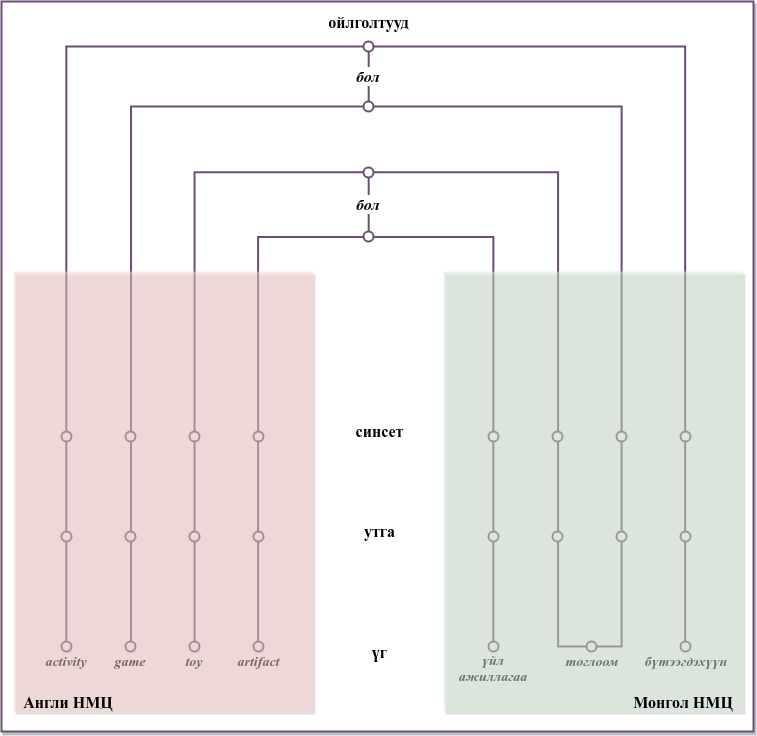 ойлголтууд
бол
бол
синсет
утга
үг
activity
game
toy
artifact
үйл
ажиллагаа
тоглоом
бүтээгдэхүүн
Англи НМЦ
Монгол НМЦ